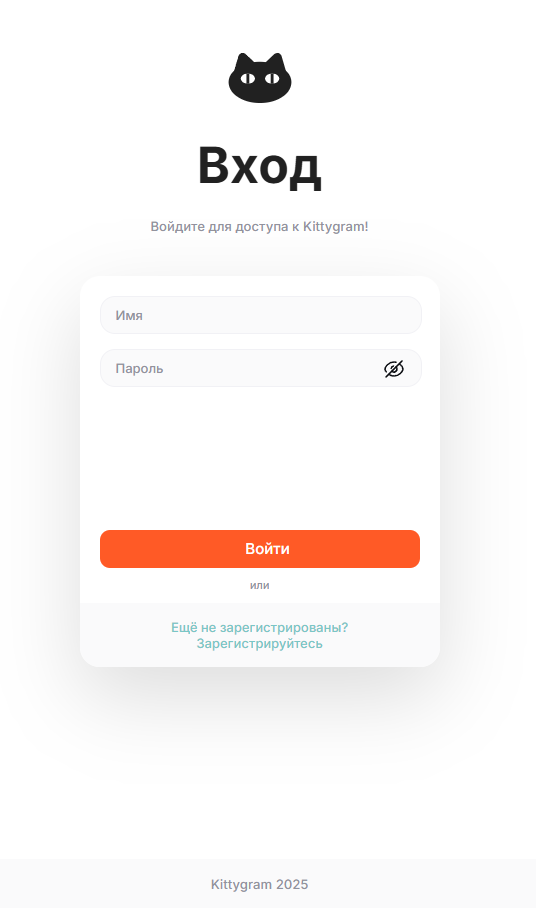 Вход
Войдите для доступа к Kittygram!
Имя
Пароль
Войти
или
Ещё не зарегистрированы?
Зарегистрируйтесь
Kittygram 2025